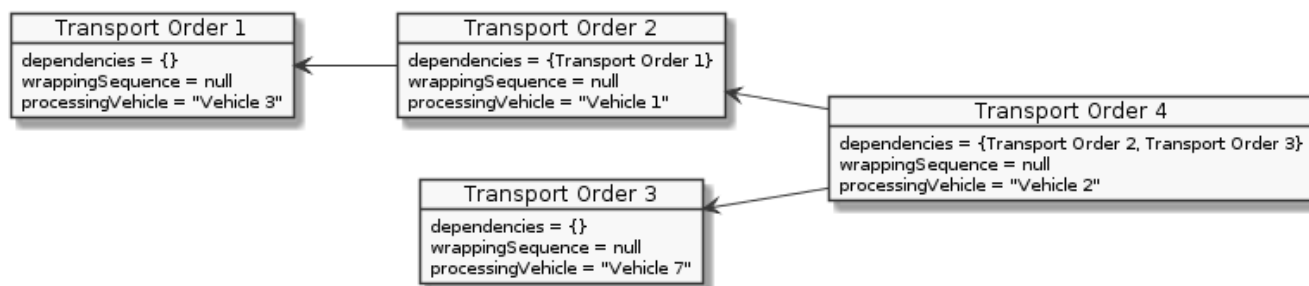 Transport Order 1
dependencies = {}
wrappingSequence = null
processingVehicle = "Vehicle 3"
Transport Order 2
dependencies = {Transport Order 1}
wrappingSequence = null
processingVehicle = "Vehicle 1"
Transport Order 3
dependencies = {}
wrappingSequence = null
processingVehicle = "Vehicle 7"
Transport Order 4
dependencies = {Transport Order 2, Transport Order 3}
wrappingSequence = null
processingVehicle = "Vehicle 2"